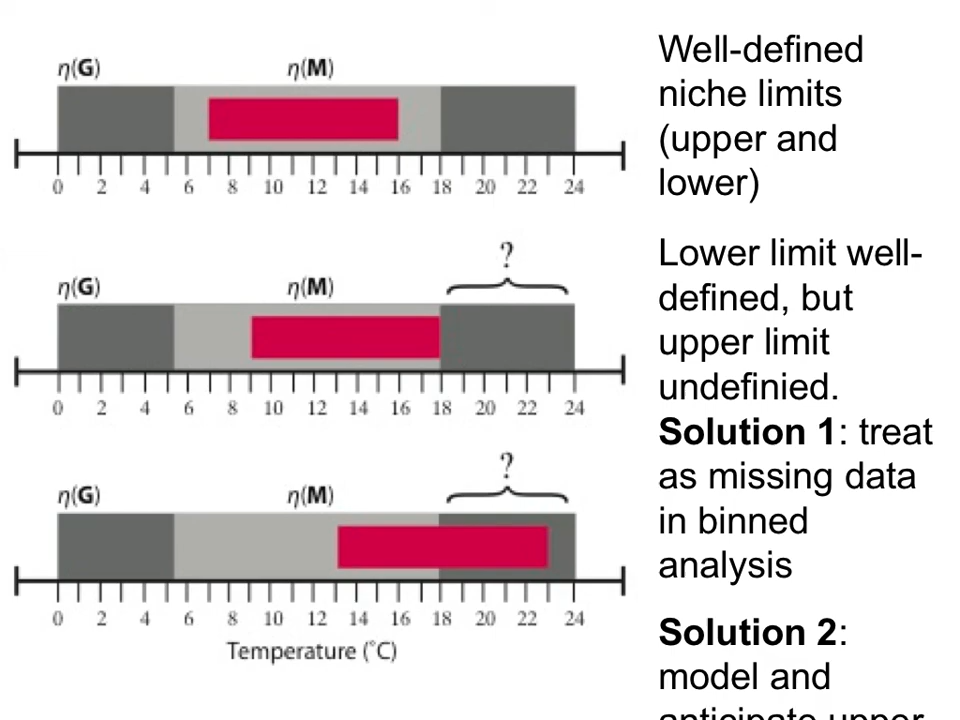 η(G) η(M)
0 2 4 6 8 10 12 14 16 18 20 22 24
?
η(G) η(M)
0 2 4 6 8 10 12 14 16 18 20 22 24
?
η(G) η(M)
0 2 4 6 8 10 12 14 16 18 20 22 24
Temperature (˚C)
Well-defined
niche limits
(upper and
lower)
Lower limit well-
defined, but
upper limit
undefinied.
Solution 1: treat
as missing data
in binned
analysis
Solution 2:
model and
anticipate upper